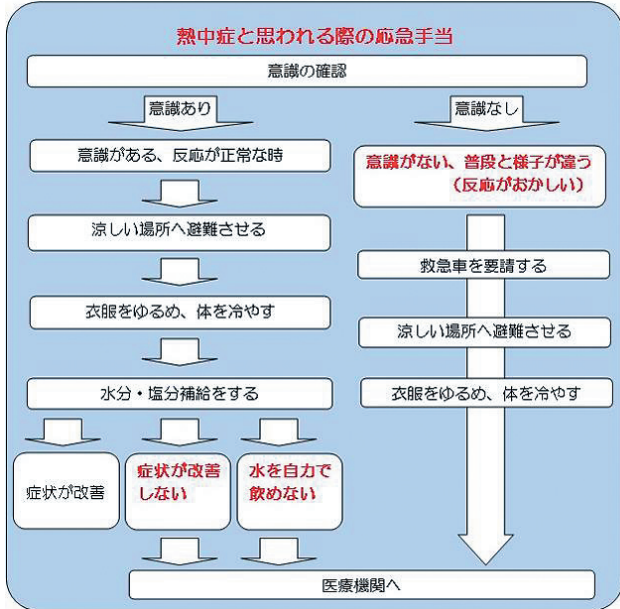 熱中症と思われる際の応急手当
意識の確認
意識あり
意識なし
意識がある、反応が正常な時
涼しい場所へ避難させる
衣服をゆるめ、体を冷やす
水分・塩分補給をする
症状が改善
症状が改善
しない
水を自力で
飲めない
意識がない、普段と様子が違う
（反応がおかしい）
救急車を要請する
涼しい場所へ避難させる
衣服をゆるめ、体を冷やす
医療機関へ